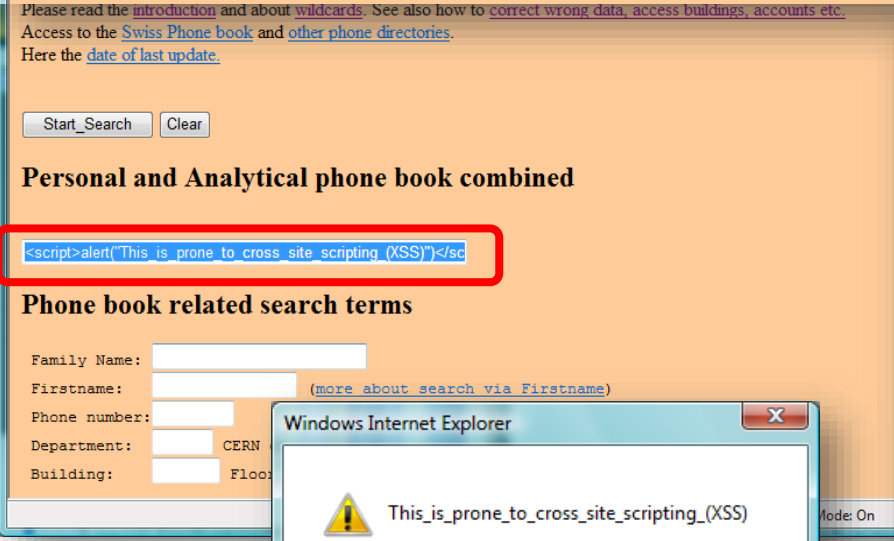 Please read the introduction and about wildcards. See also how to correct wrong data, access buildings, accounts etc.
Access to the Swiss Phone book and other phone directories.
Here the date of last update.
Start_Search Clear
Personal and Analytical phone book combined
<script>alert("This_is_prone_to_cross_site_scripting_(XSS)")</sc
Phone book related search terms
Family Name:
Firstname: (more about search via Firstname)
Phone number:
Department: CERN
Building: Floor
Windows Internet Explorer
This_is_prone_to_cross_site_scripting_(XSS)
Mode: On